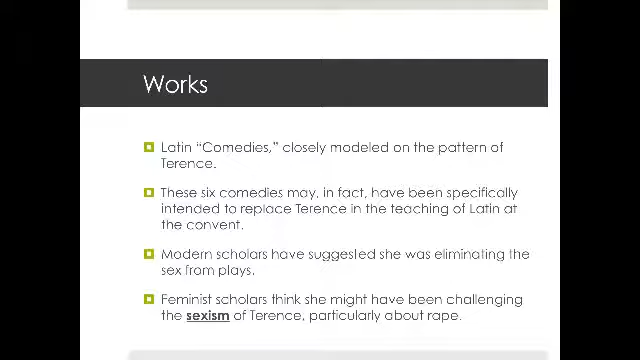 Works
Latin “Comedies,” closely modeled on the pattern of
Terence.
These six comedies may, in fact, have been specifically
intended to replace Terence in the teaching of Latin at
the convent.
Modern scholars have suggested she was eliminating the
sex from plays.
Feminist scholars think she might have been challenging
the sexism of Terence, particularly about rape.